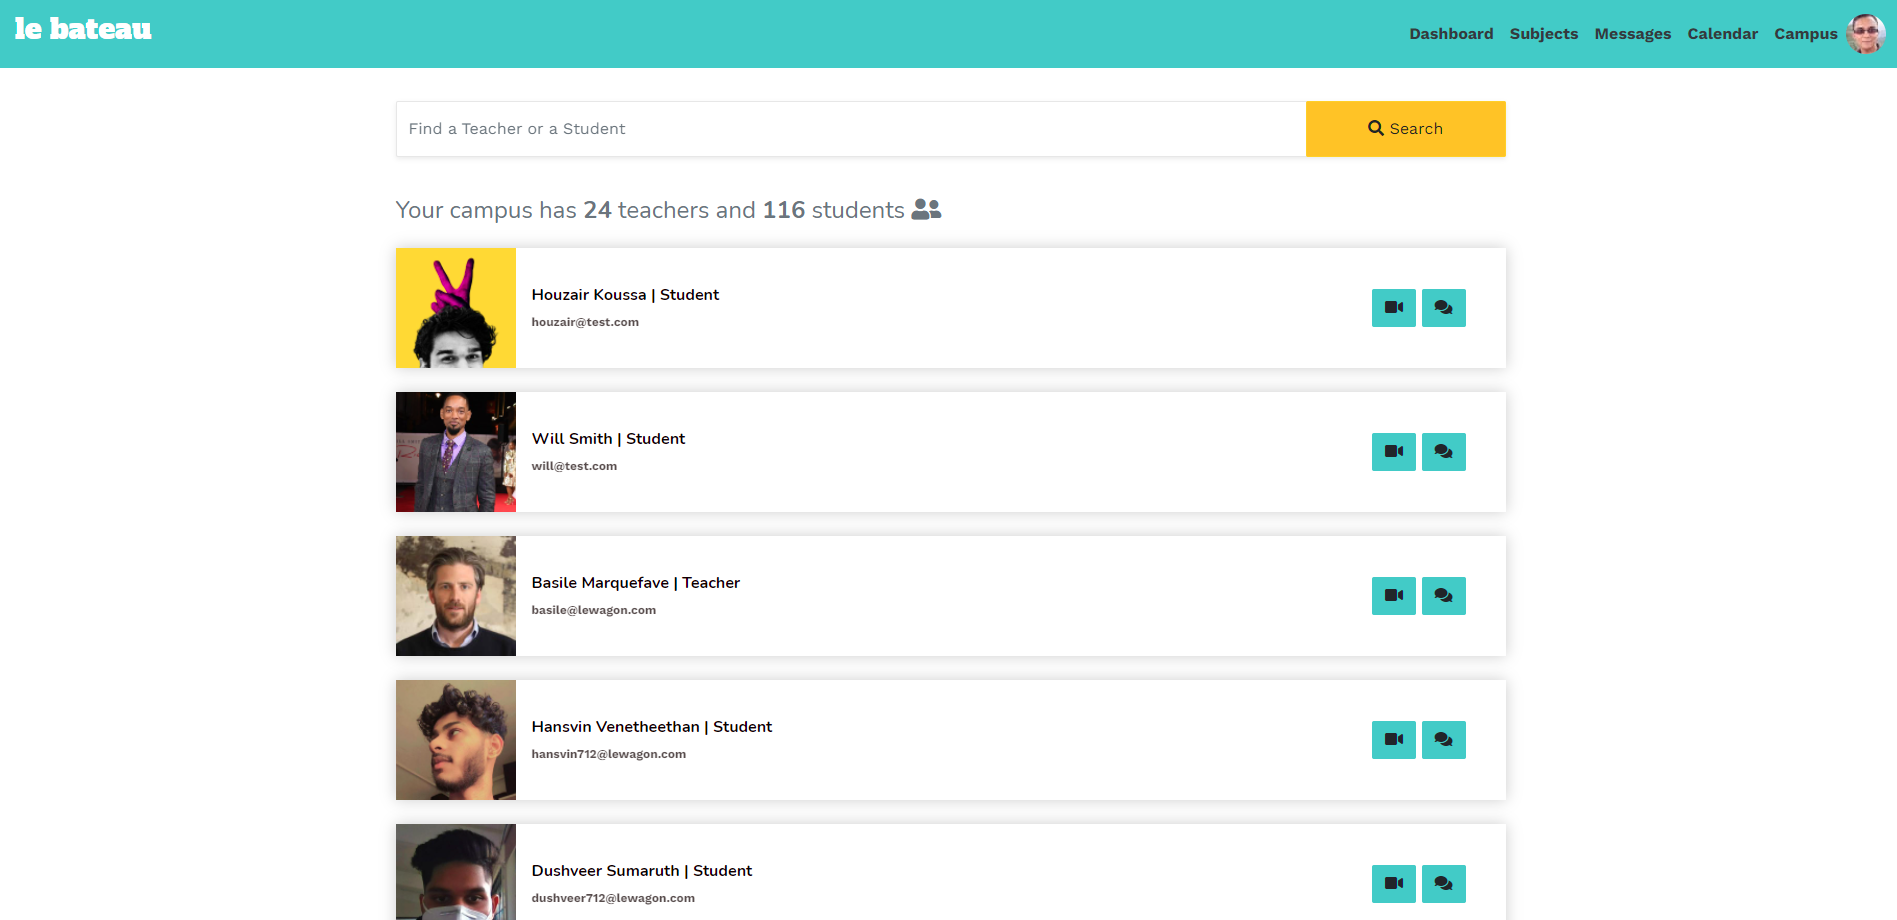 le bateau
Dashboard Subjects Messages Calendar Campus
Find a Teacher or a Student
Search
Your campus has 24 teachers and 116 students
Houzair Koussa | Student
houzair@test.com
Will Smith | Student
will@test.com
Basile Marquefave | Teacher
basile@lewagon.com
Hansvin Venetheethan | Student
hansvin712@lewagon.com
Dushveer Sumaruth | Student
dushveer712@lewagon.com